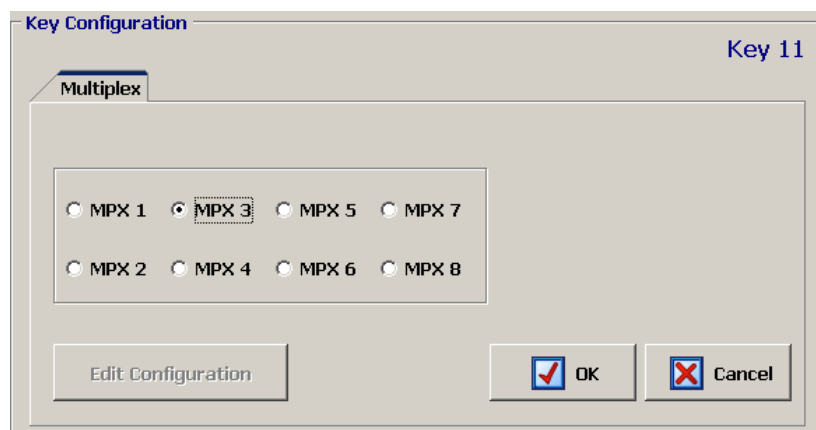 Key Configuration
Key 11
Multiplex
MPX 1 MPX 3 MPX 5 MPX 7
MPX 2 MPX 4 MPX 6 MPX 8
Edit Configuration OK Cancel